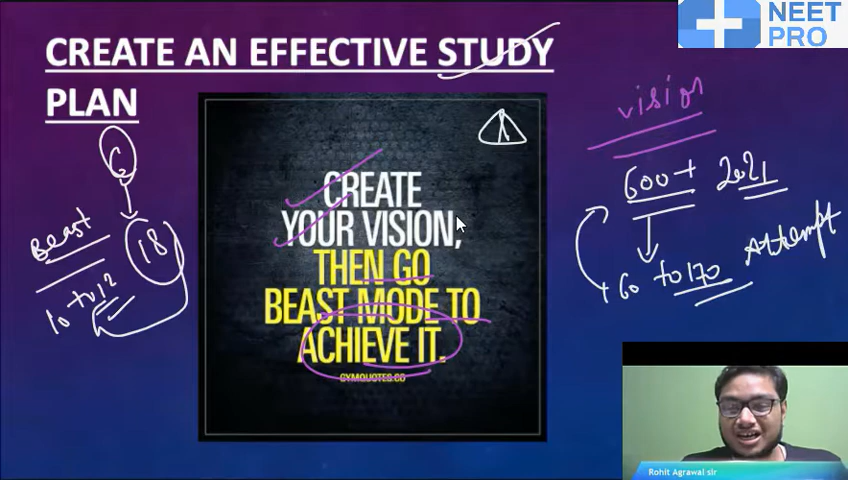 NEET
PRO
CREATE AN EFFECTIVE STUDY
PLAN
CREATE
YOUR VISION,
THEN GO
BEAST MODE TO
ACHIEVE IT.
GYMQUOTES.CO
vision
600+ 2021
160 to 170 Attempt
Beast
18
10 to 12
Rohit Agrawal sir